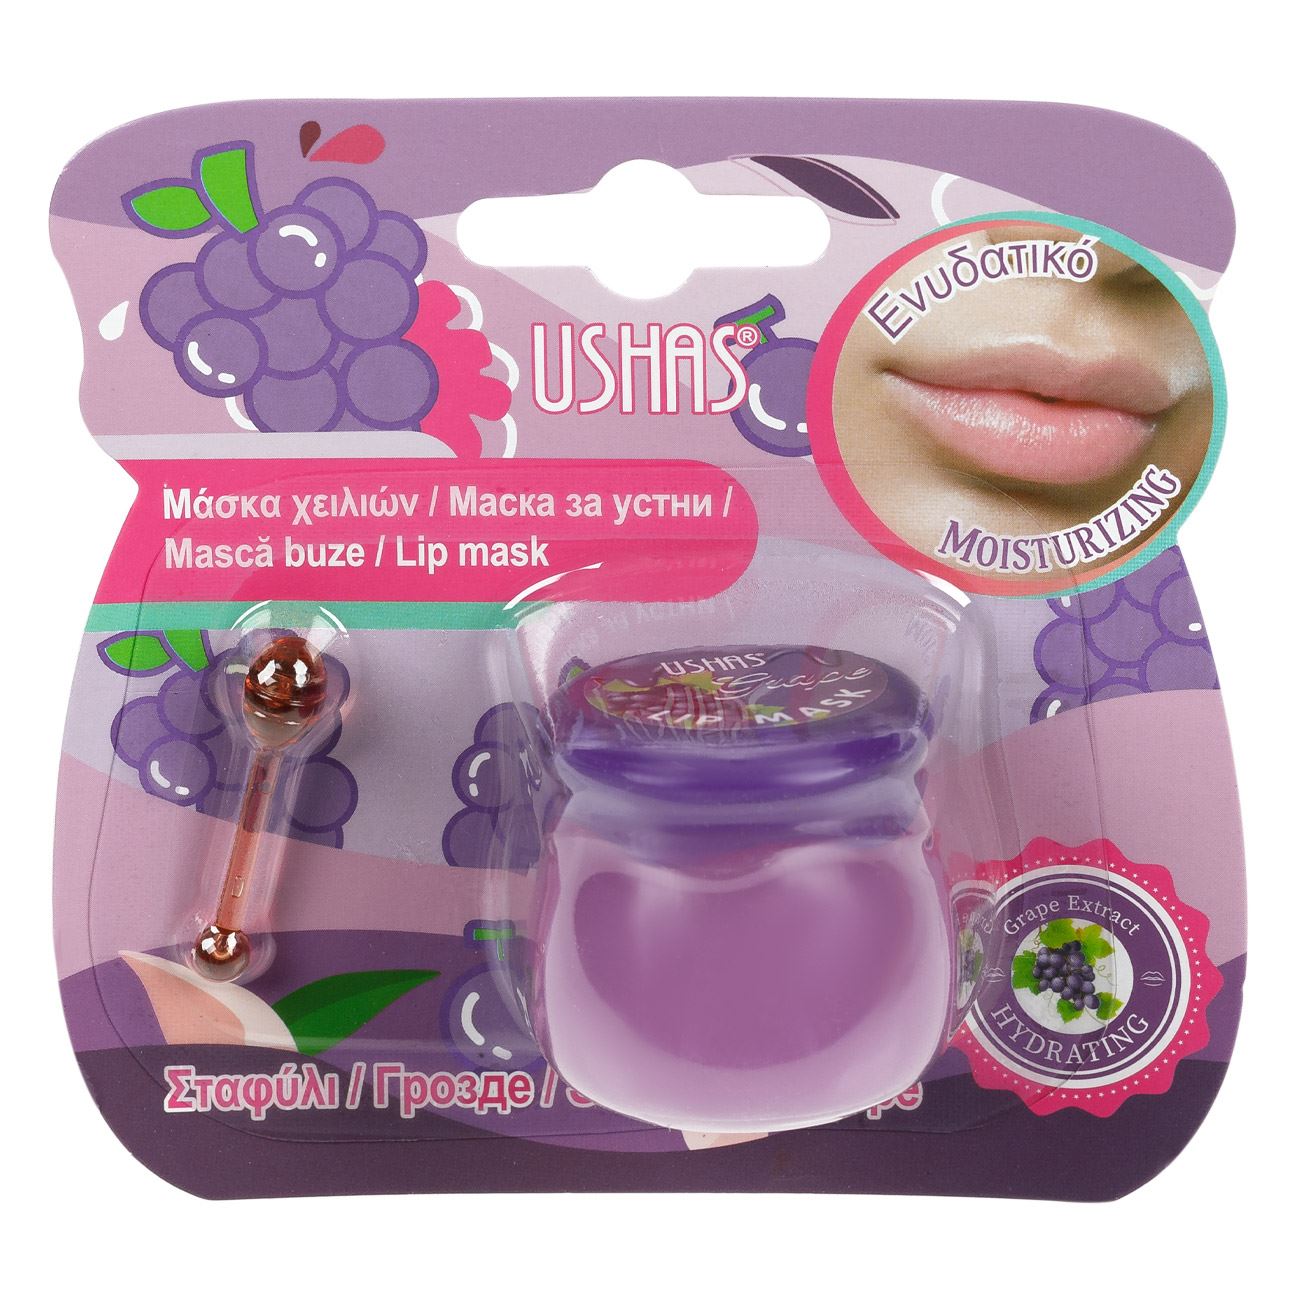 USHAS®
Ενυδατικό
MOISTURIZING
Μάσκα χειλιών / Маска за устни /
Mască buze / Lip mask
USHAS®
Grape
LIP MASK
Grape Extract
HYDRATING
Σταφύλι / Грозде /